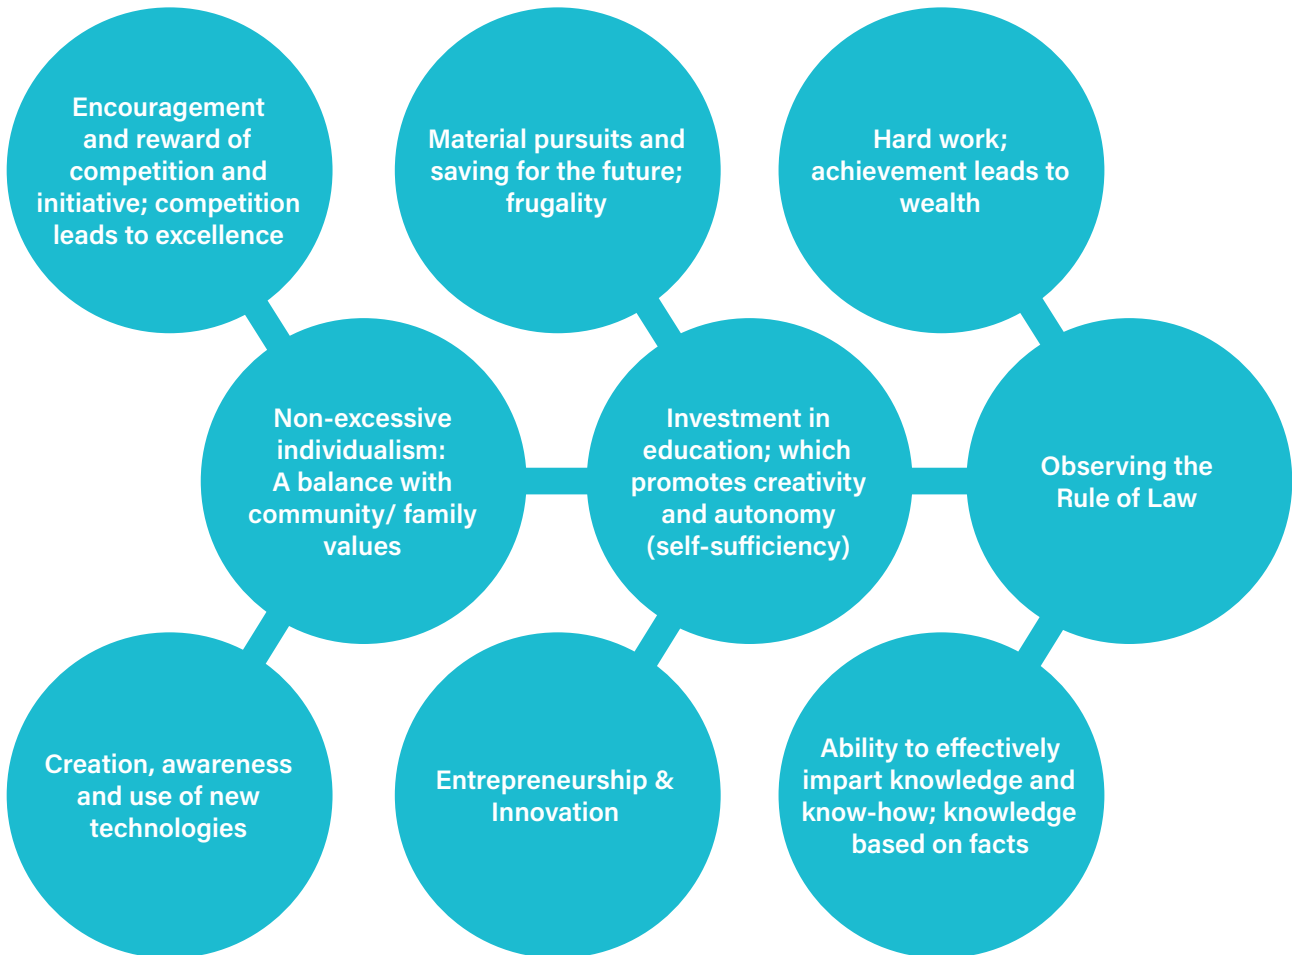 Encouragement
and reward of
competition and
initiative; competition
leads to excellence
Material pursuits and
saving for the future;
frugality
Hard work;
achievement leads to
wealth
Non-excessive
individualism:
A balance with
community/ family
values
Investment in
education; which
promotes creativity
and autonomy
(self-sufficiency)
Observing the
Rule of Law
Creation, awareness
and use of new
technologies
Entrepreneurship &
Innovation
Ability to effectively
impart knowledge and
know-how; knowledge
based on facts